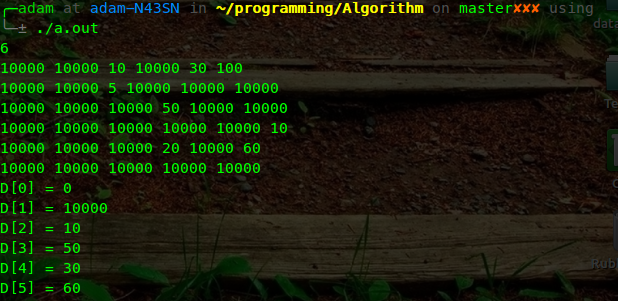 ╭─adam at adam-N43SN in ~/programming/Algorithm on master✘✘✘ using
╰─± ./a.out
6
10000 10000 10 10000 30 100
10000 10000 5 10000 10000 10000
10000 10000 10000 50 10000 10000
10000 10000 10000 10000 10000 10
10000 10000 10000 20 10000 60
10000 10000 10000 10000 10000
D[0] = 0
D[1] = 10000
D[2] = 10
D[3] = 50
D[4] = 30
D[5] = 60
data
Te
Rub